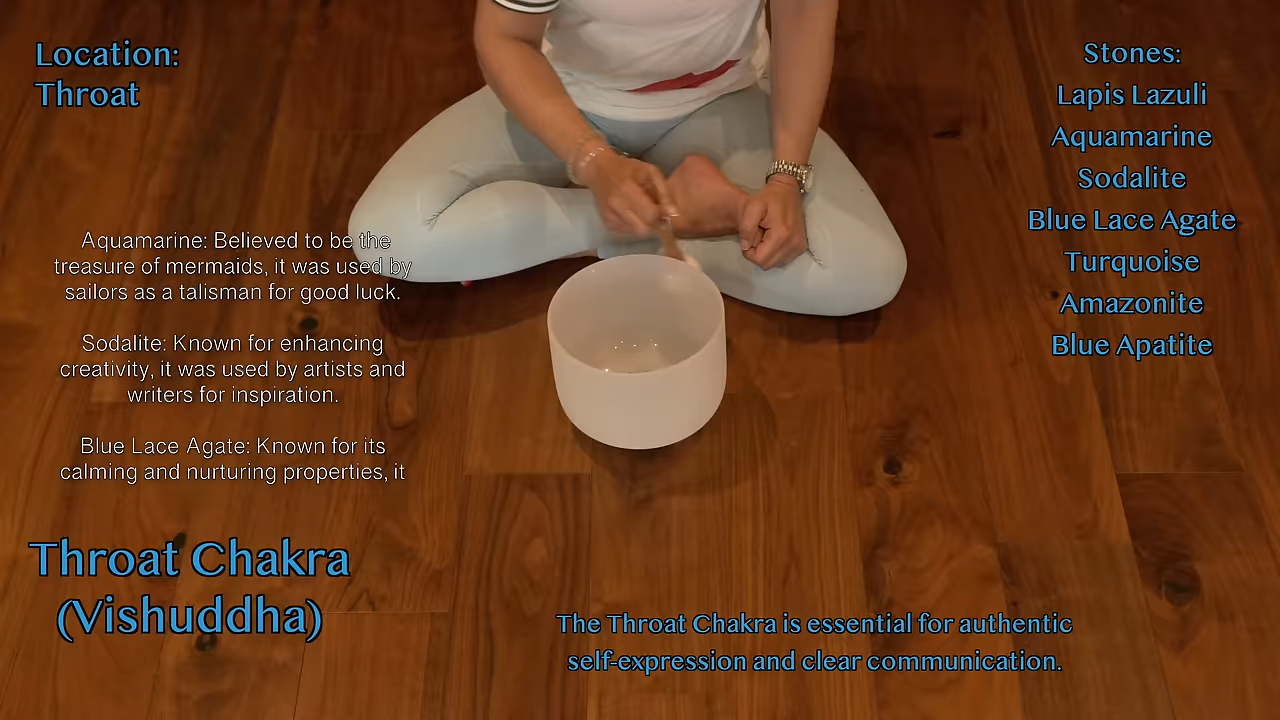 Location:
Throat
Stones:
Lapis Lazuli
Aquamarine
Sodalite
Blue Lace Agate
Turquoise
Amazonite
Blue Apatite
Aquamarine: Believed to be the
treasure of mermaids, it was used by
sailors as a talisman for good luck.
Sodalite: Known for enhancing
creativity, it was used by artists and
writers for inspiration.
Blue Lace Agate: Known for its
calming and nurturing properties, it
Throat Chakra
(Vishuddha)
The Throat Chakra is essential for authentic
self-expression and clear communication.